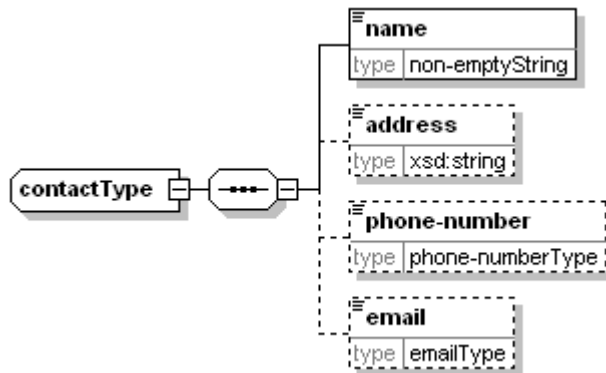 name
type non-emptyString
address
type xsd:string
contactType
phone-number
type phone-numberType
email
type emailType